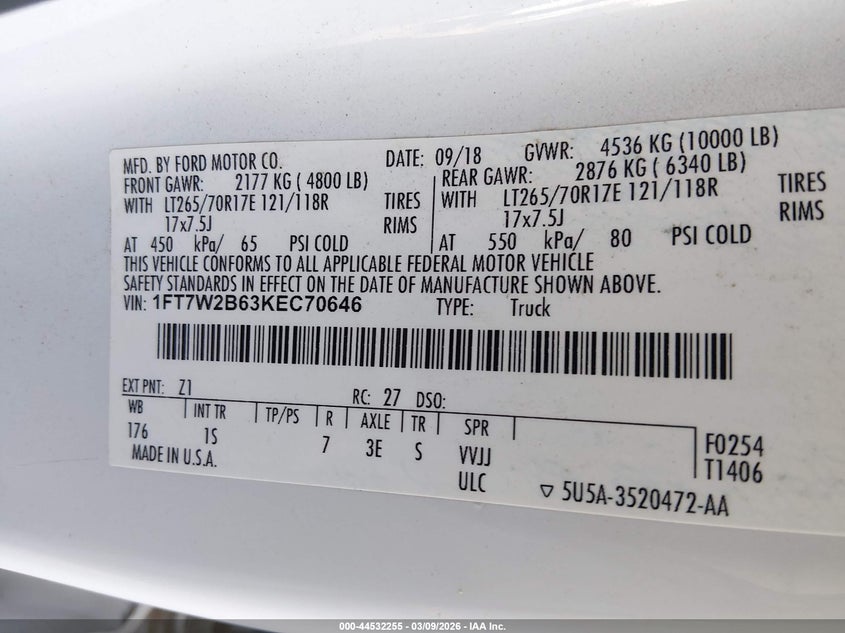 MFD. BY FORD MOTOR CO. DATE: 09/18 GVWR: 4536 KG (10000 LB)
FRONT GAWR: 2177 KG ( 4800 LB) REAR GAWR: 2876 KG ( 6340 LB)
WITH LT265/70R17E 121/118R TIRES WITH LT265/70R17E 121/118R TIRES
17x7.5J RIMS 17x7.5J RIMS
AT 450 kPa/ 65 PSI COLD AT 550 kPa/ 80 PSI COLD
THIS VEHICLE CONFORMS TO ALL APPLICABLE FEDERAL MOTOR VEHICLE
SAFETY STANDARDS IN EFFECT ON THE DATE OF MANUFACTURE SHOWN ABOVE.
VIN: 1FT7W2B63KEC70646 TYPE: Truck
EXT PNT: Z1 RC: 27 DSO:
WB INT TR TP/PS R AXLE TR SPR
176 1S 7 3E S VVJJ F0254
MADE IN U.S.A. ULC T1406
5U5A-3520472-AA
000-44532255 - 03/09/2026 - IAA Inc.